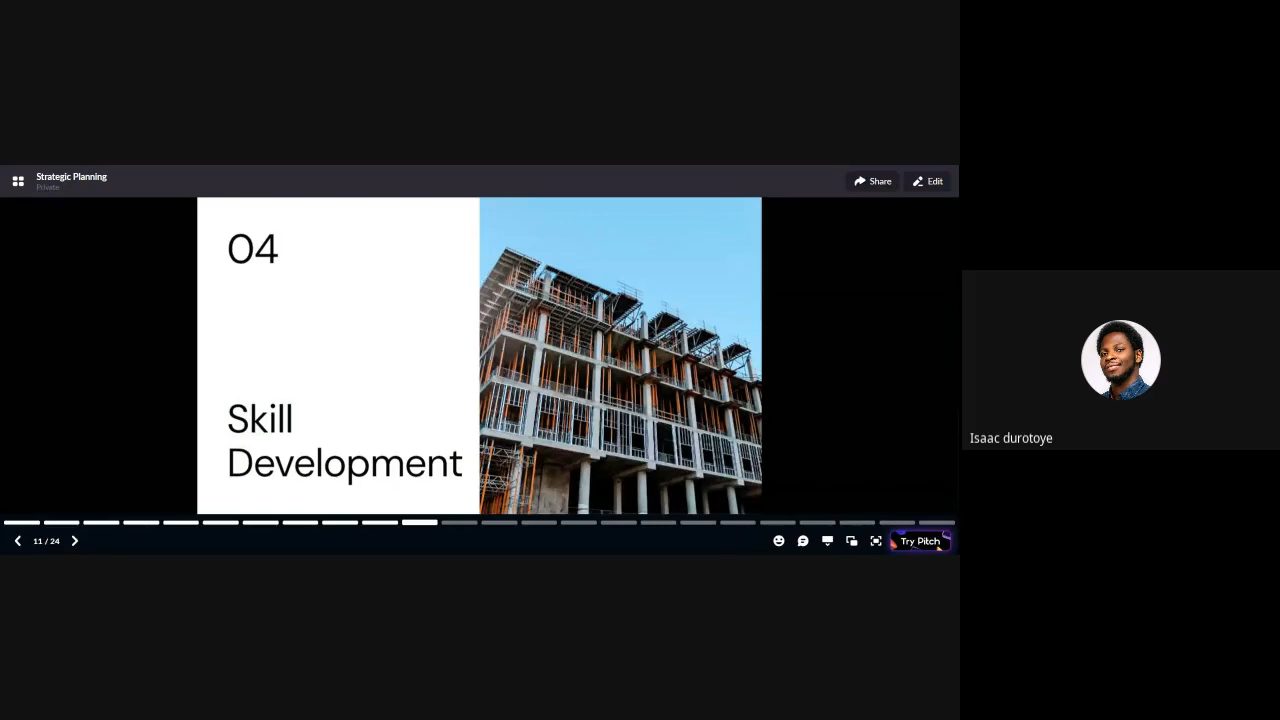 Strategic Planning
Private
Share
Edit
04
Skill
Development
11 / 24
Try Pitch
Isaac durotoye